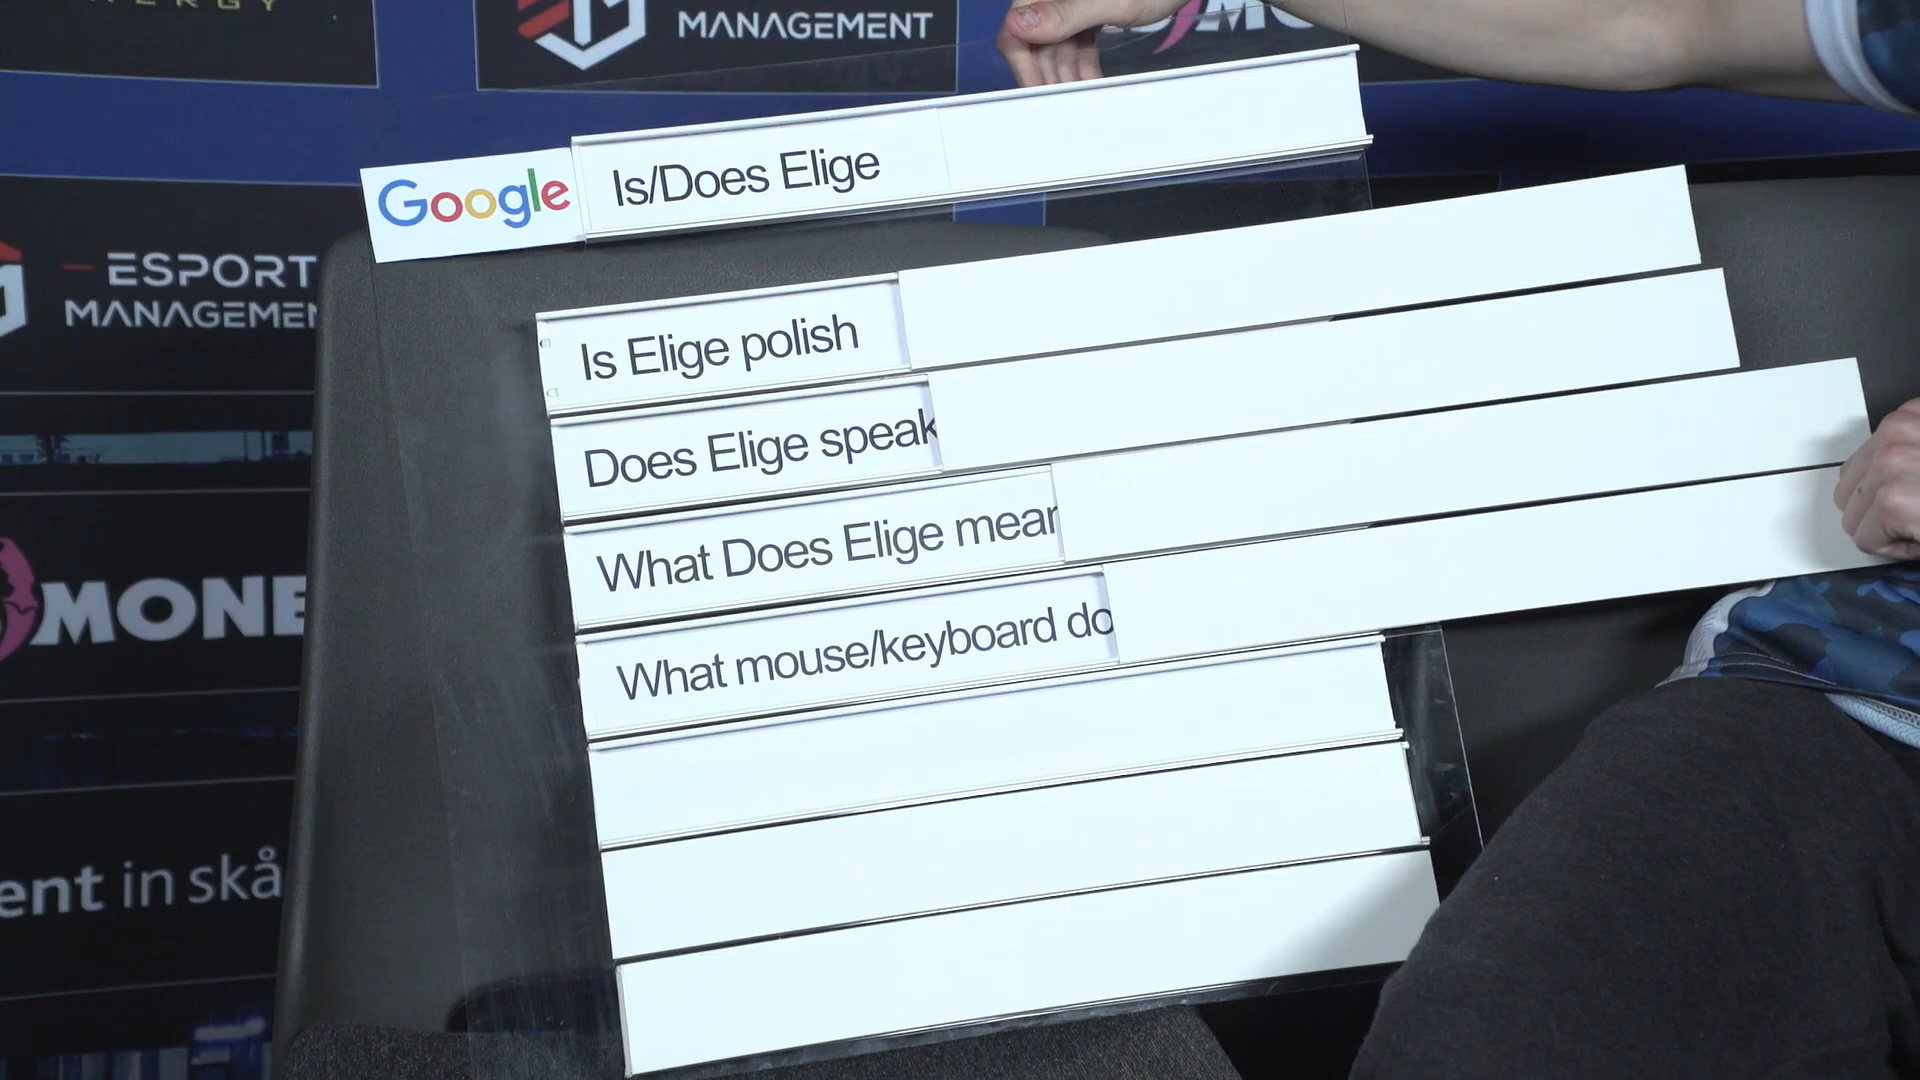 MANAGEMENT
Google
Is/Does Elige
ESPORT
MANAGEMEN
Is Elige polish
Does Elige speak
What Does Elige mean
What mouse/keyboard do
MONE
ent in skå